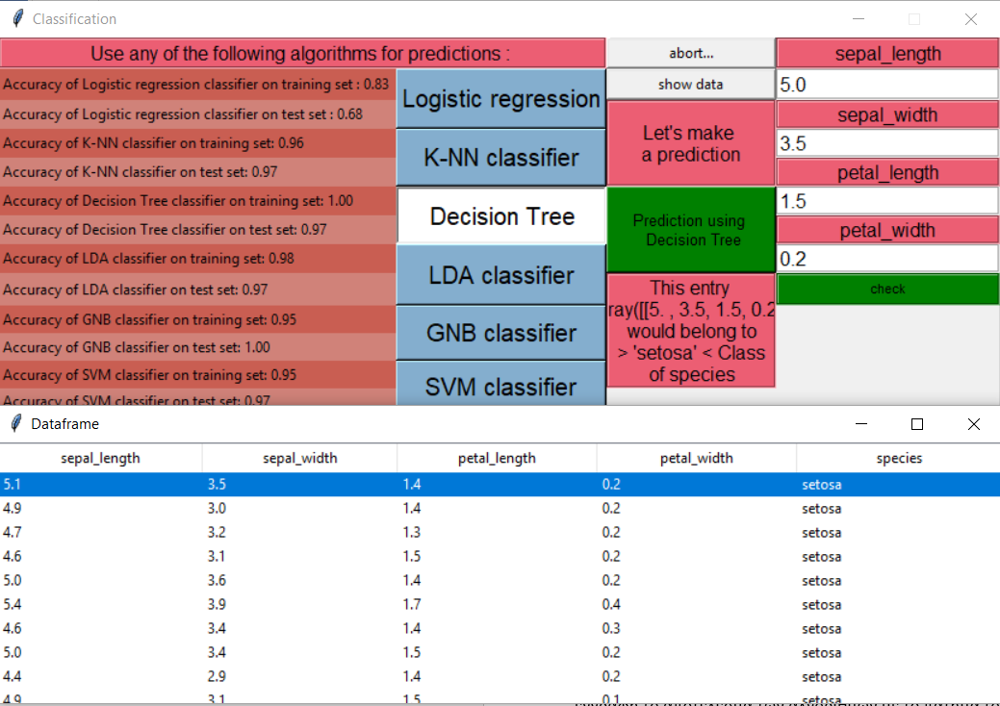 Classification
Use any of the following algorithms for predictions :
Accuracy of Logistic regression classifier on training set : 0.83
Accuracy of Logistic regression classifier on test set : 0.68
Accuracy of K-NN classifier on training set: 0.96
Accuracy of K-NN classifier on test set: 0.97
Accuracy of Decision Tree classifier on training set: 1.00
Accuracy of Decision Tree classifier on test set: 0.97
Accuracy of LDA classifier on training set: 0.98
Accuracy of LDA classifier on test set: 0.97
Accuracy of GNB classifier on training set: 0.95
Accuracy of GNB classifier on test set: 1.00
Accuracy of SVM classifier on training set: 0.95
Accuracy of SVM classifier on test set: 0.97
Logistic regression
K-NN classifier
Decision Tree
LDA classifier
GNB classifier
SVM classifier
abort...
show data
Let's make
a prediction
Prediction using
Decision Tree
This entry
ray([[5. , 3.5, 1.5, 0.2
would belong to
> 'setosa' < Class
of species
sepal_length
5.0
sepal_width
3.5
petal_length
1.5
petal_width
0.2
check
Dataframe
sepal_length sepal_width petal_length petal_width species
5.1 3.5 1.4 0.2 setosa
4.9 3.0 1.4 0.2 setosa
4.7 3.2 1.3 0.2 setosa
4.6 3.1 1.5 0.2 setosa
5.0 3.6 1.4 0.2 setosa
5.4 3.9 1.7 0.4 setosa
4.6 3.4 1.4 0.3 setosa
5.0 3.4 1.5 0.2 setosa
4.4 2.9 1.4 0.2 setosa
4.9 3.1 1.5 0.1 setosa